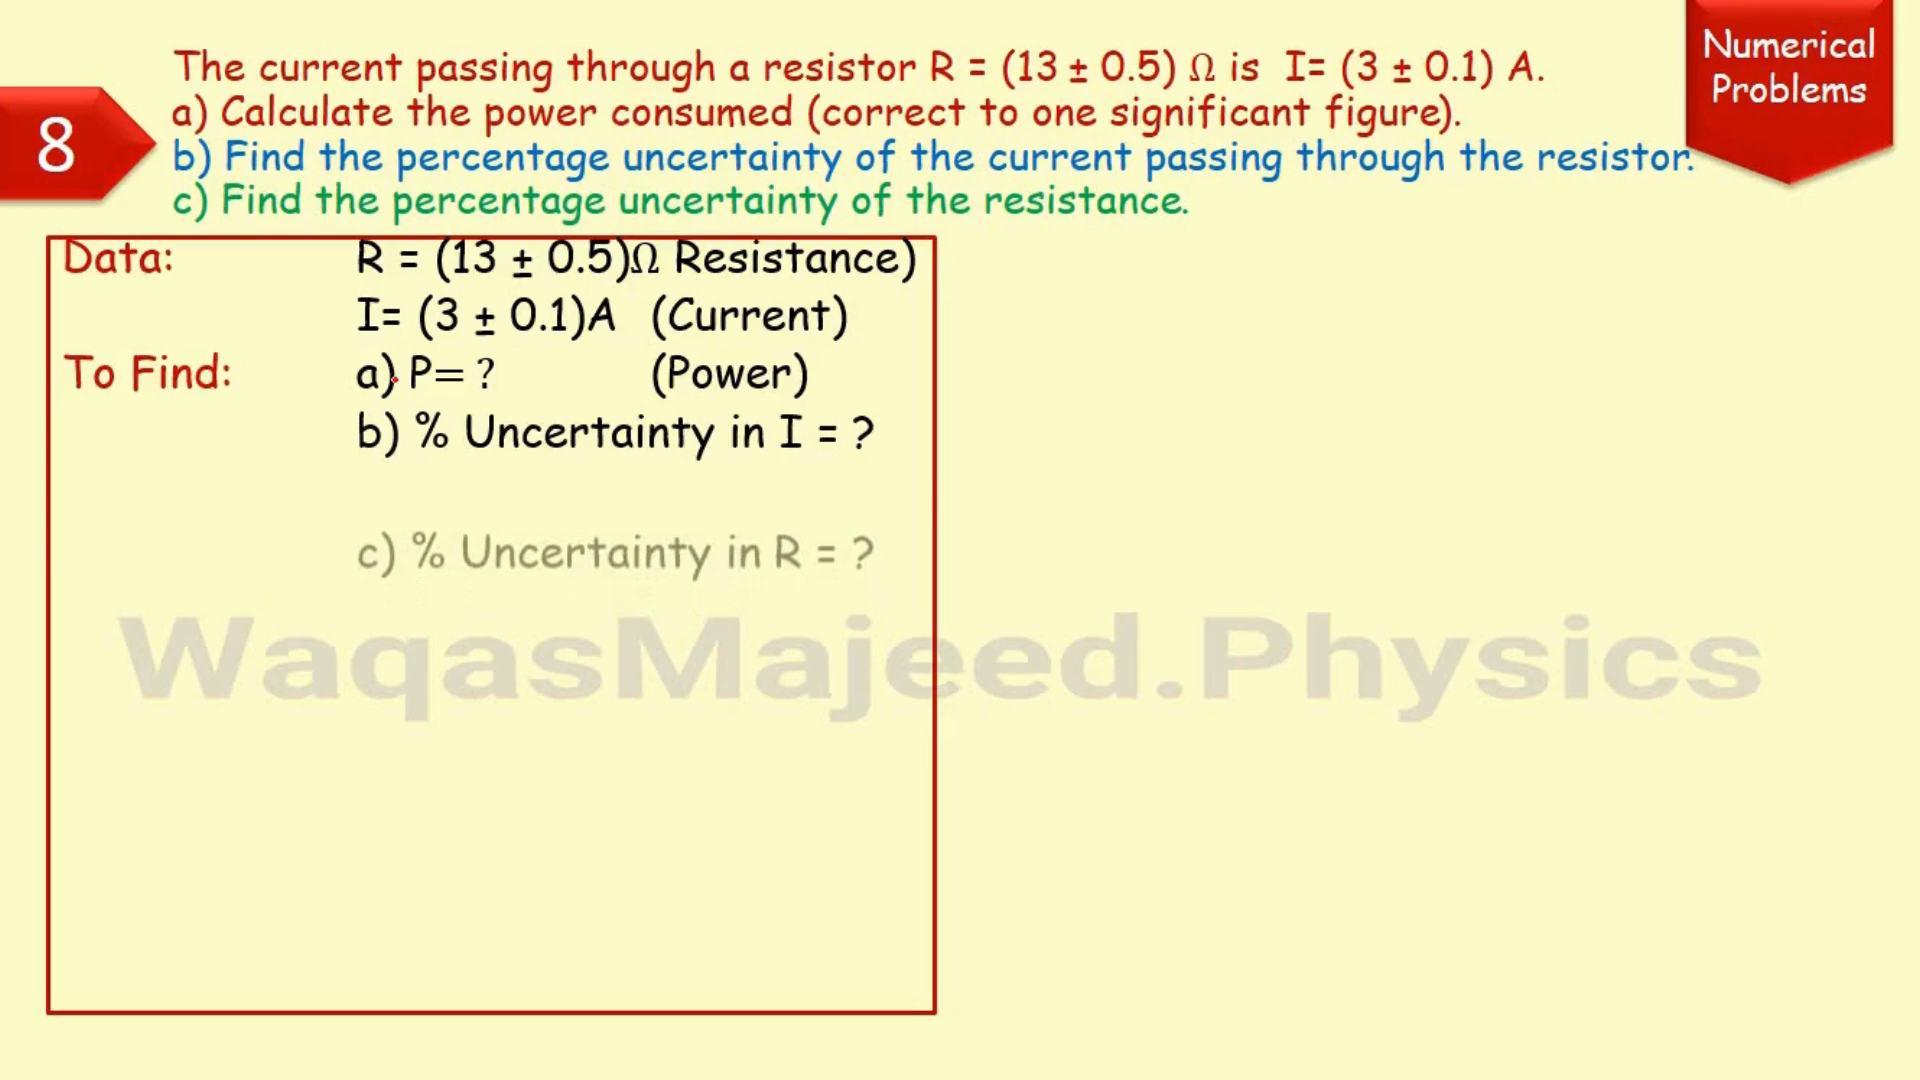 Numerical
Problems
8
The current passing through a resistor R = (13 ± 0.5) Ω is I= (3 ± 0.1) A.
a) Calculate the power consumed (correct to one significant figure).
b) Find the percentage uncertainty of the current passing through the resistor.
c) Find the percentage uncertainty of the resistance.
Data: R = (13 ± 0.5)Ω Resistance)
I= (3 ± 0.1)A (Current)
To Find: a) P= ? (Power)
b) % Uncertainty in I = ?
c) % Uncertainty in R = ?
WaqasMajeed.Physics